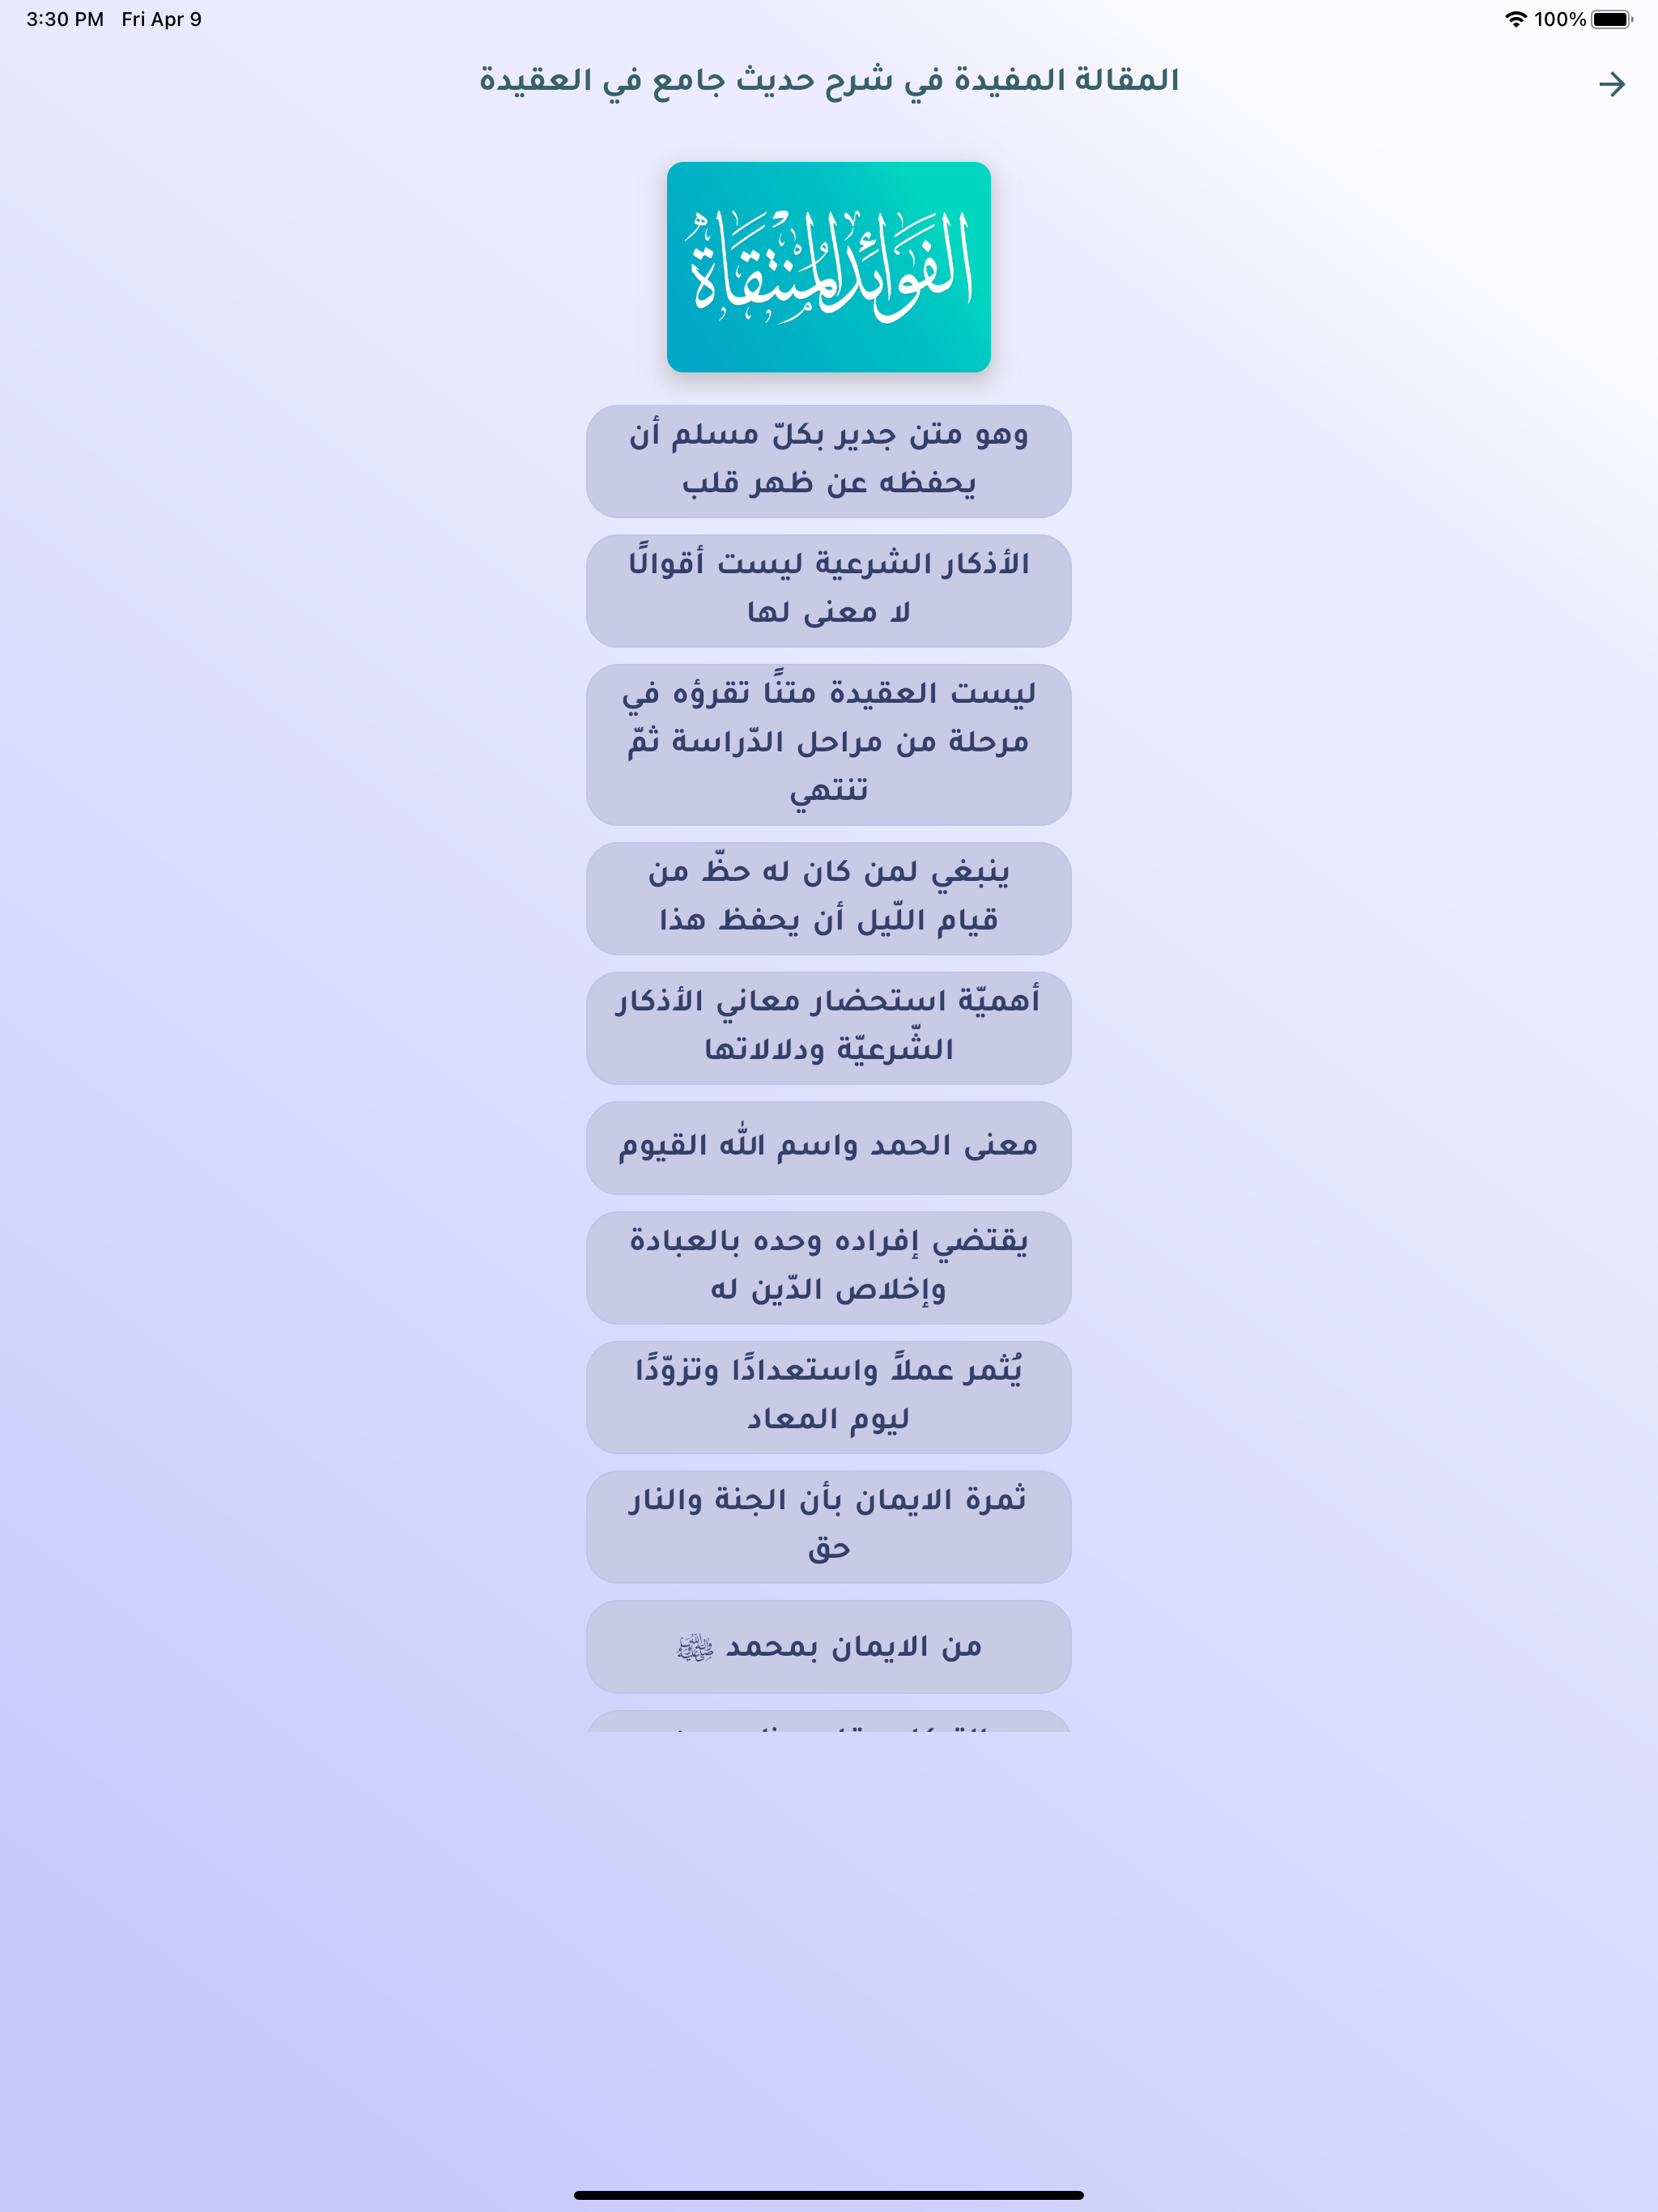 3:30 PM Fri Apr 9 100%
المقالة المفيدة في شرح حديث جامع في العقيدة
الفَوَائِدُ المُنْتَقَاةُ
وهو متن جدير بكلّ مسلم أن
يحفظه عن ظهر قلب
الأذكار الشرعية ليست أقوالًا
لا معنى لها
ليست العقيدة متنًا تقرؤه في
مرحلة من مراحل الدّراسة ثمّ
تنتهي
ينبغي لمن كان له حظّ من
قيام اللّيل أن يحفظ هذا
أهميّة استحضار معاني الأذكار
الشّرعيّة ودلالاتها
معنى الحمد واسم الله القيوم
يقتضي إفراده وحده بالعبادة
وإخلاص الدّين له
يُثمر عملاً واستعدادًا وتزوّدًا
ليوم المعاد
ثمرة الايمان بأن الجنة والنار
حق
من الايمان بمحمد ﷺ